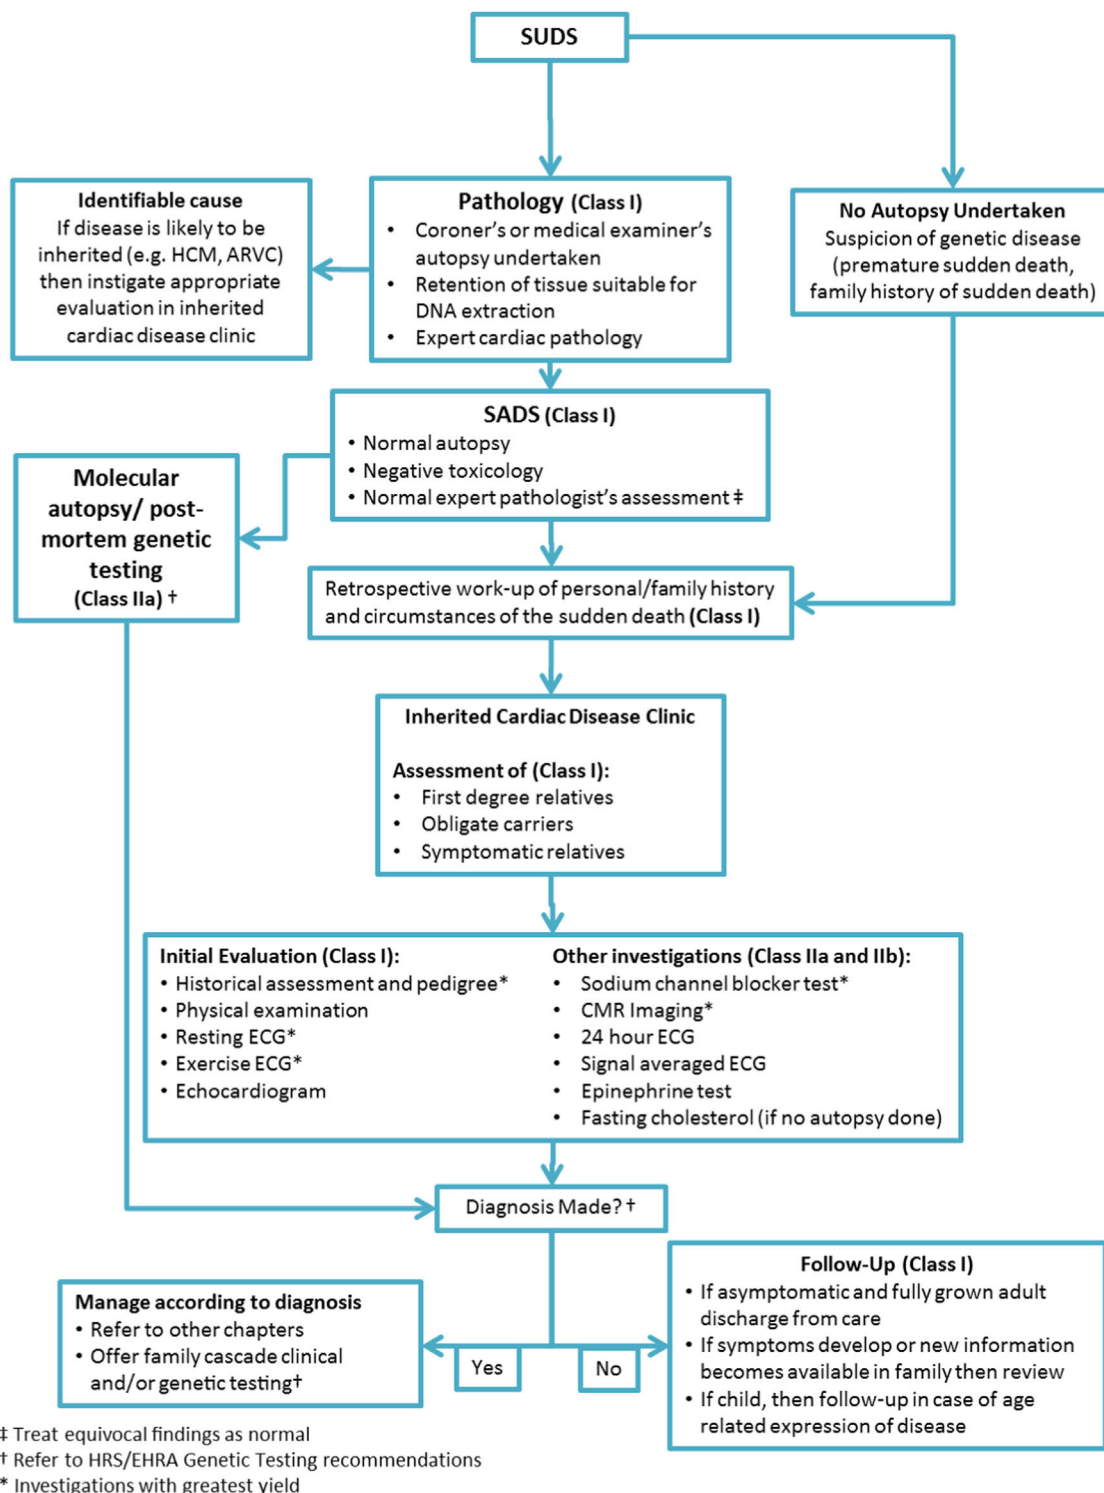 SUDS
Identifiable cause
If disease is likely to be
inherited (e.g. HCM, ARVC)
then instigate appropriate
evaluation in inherited
cardiac disease clinic
Pathology (Class I)
• Coroner's or medical examiner's
autopsy undertaken
• Retention of tissue suitable for
DNA extraction
• Expert cardiac pathology
No Autopsy Undertaken
Suspicion of genetic disease
(premature sudden death,
family history of sudden death)
SADS (Class I)
• Normal autopsy
• Negative toxicology
• Normal expert pathologist's assessment ‡
Molecular
autopsy/ post-
mortem genetic
testing
(Class IIa) †
Retrospective work-up of personal/family history
and circumstances of the sudden death (Class I)
Inherited Cardiac Disease Clinic
Assessment of (Class I):
• First degree relatives
• Obligate carriers
• Symptomatic relatives
Initial Evaluation (Class I):
• Historical assessment and pedigree*
• Physical examination
• Resting ECG*
• Exercise ECG*
• Echocardiogram
Other investigations (Class IIa and IIb):
• Sodium channel blocker test*
• CMR Imaging*
• 24 hour ECG
• Signal averaged ECG
• Epinephrine test
• Fasting cholesterol (if no autopsy done)
Diagnosis Made? †
Manage according to diagnosis
• Refer to other chapters
• Offer family cascade clinical
and/or genetic testing†
Yes
No
Follow-Up (Class I)
• If asymptomatic and fully grown adult
discharge from care
• If symptoms develop or new information
becomes available in family then review
• If child, then follow-up in case of age
related expression of disease
‡ Treat equivocal findings as normal
† Refer to HRS/EHRA Genetic Testing recommendations
* Investigations with greatest yield